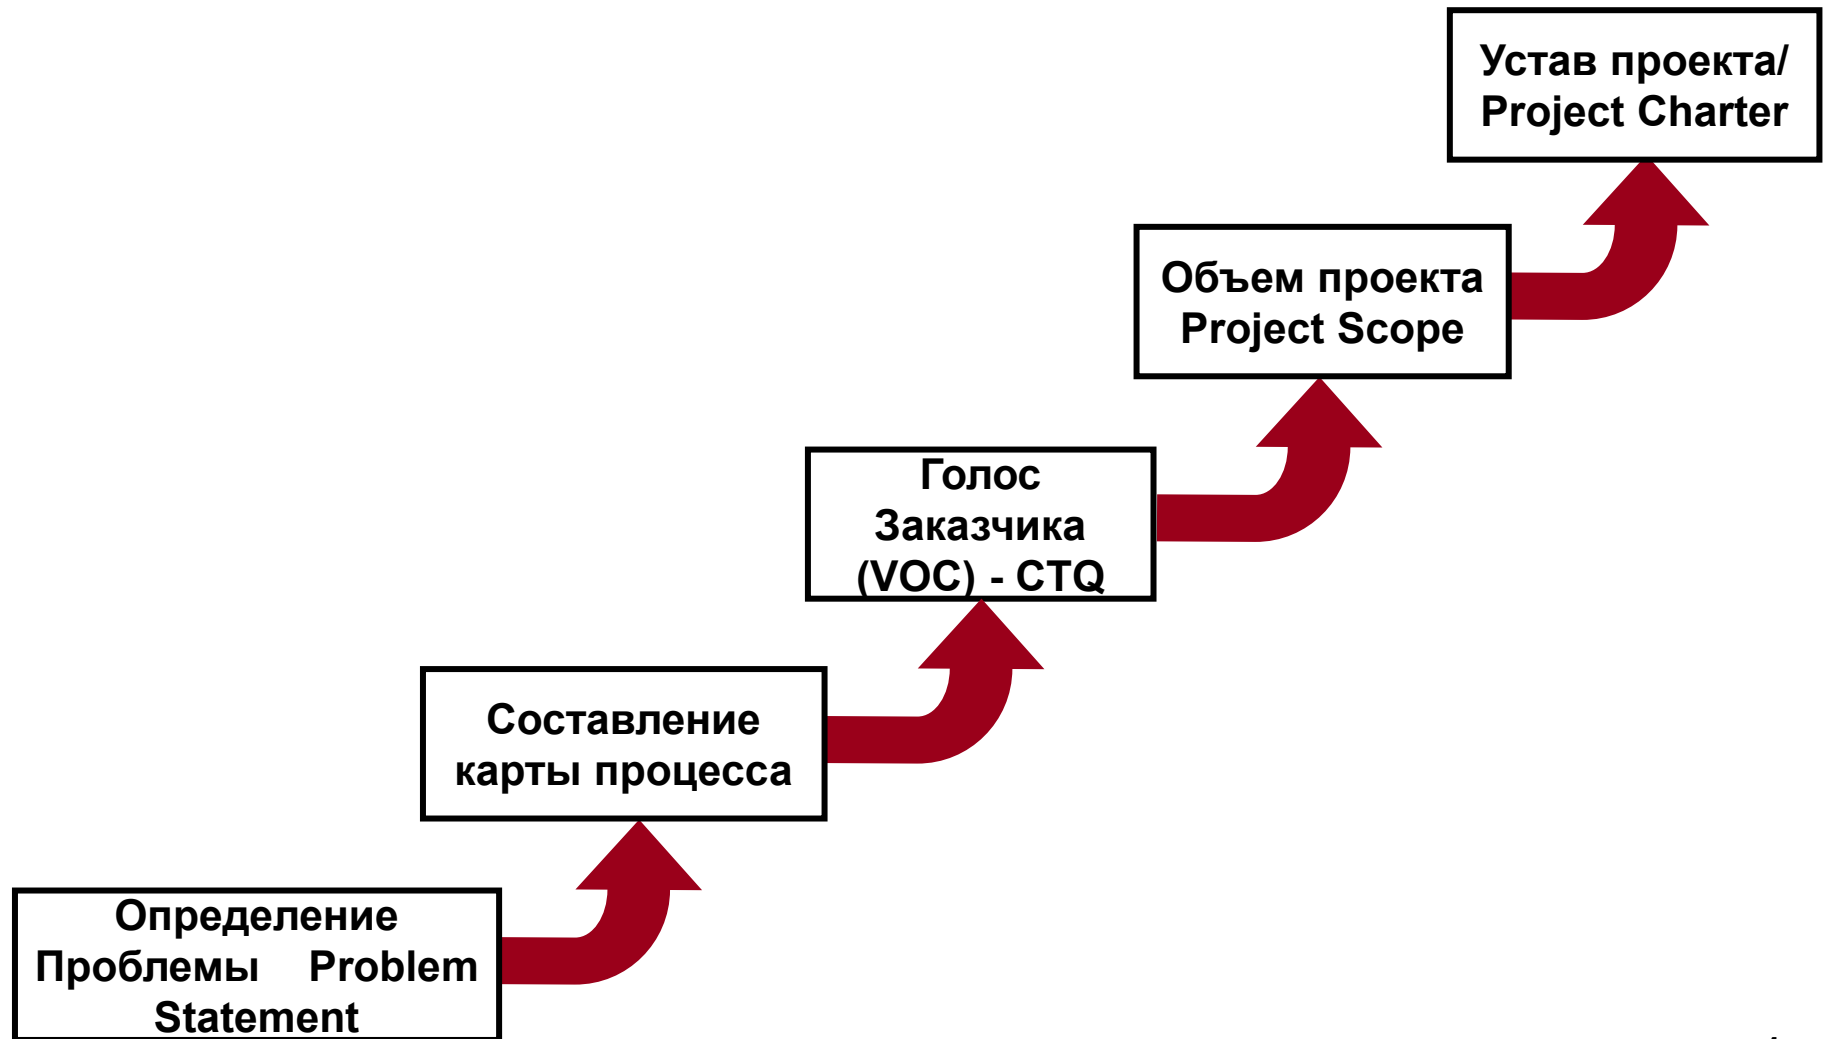 Устав проекта/
Project Charter
Объем проекта
Project Scope
Голос
Заказчика
(VOC) - CTQ
Составление
карты процесса
Определение
Проблемы Problem
Statement